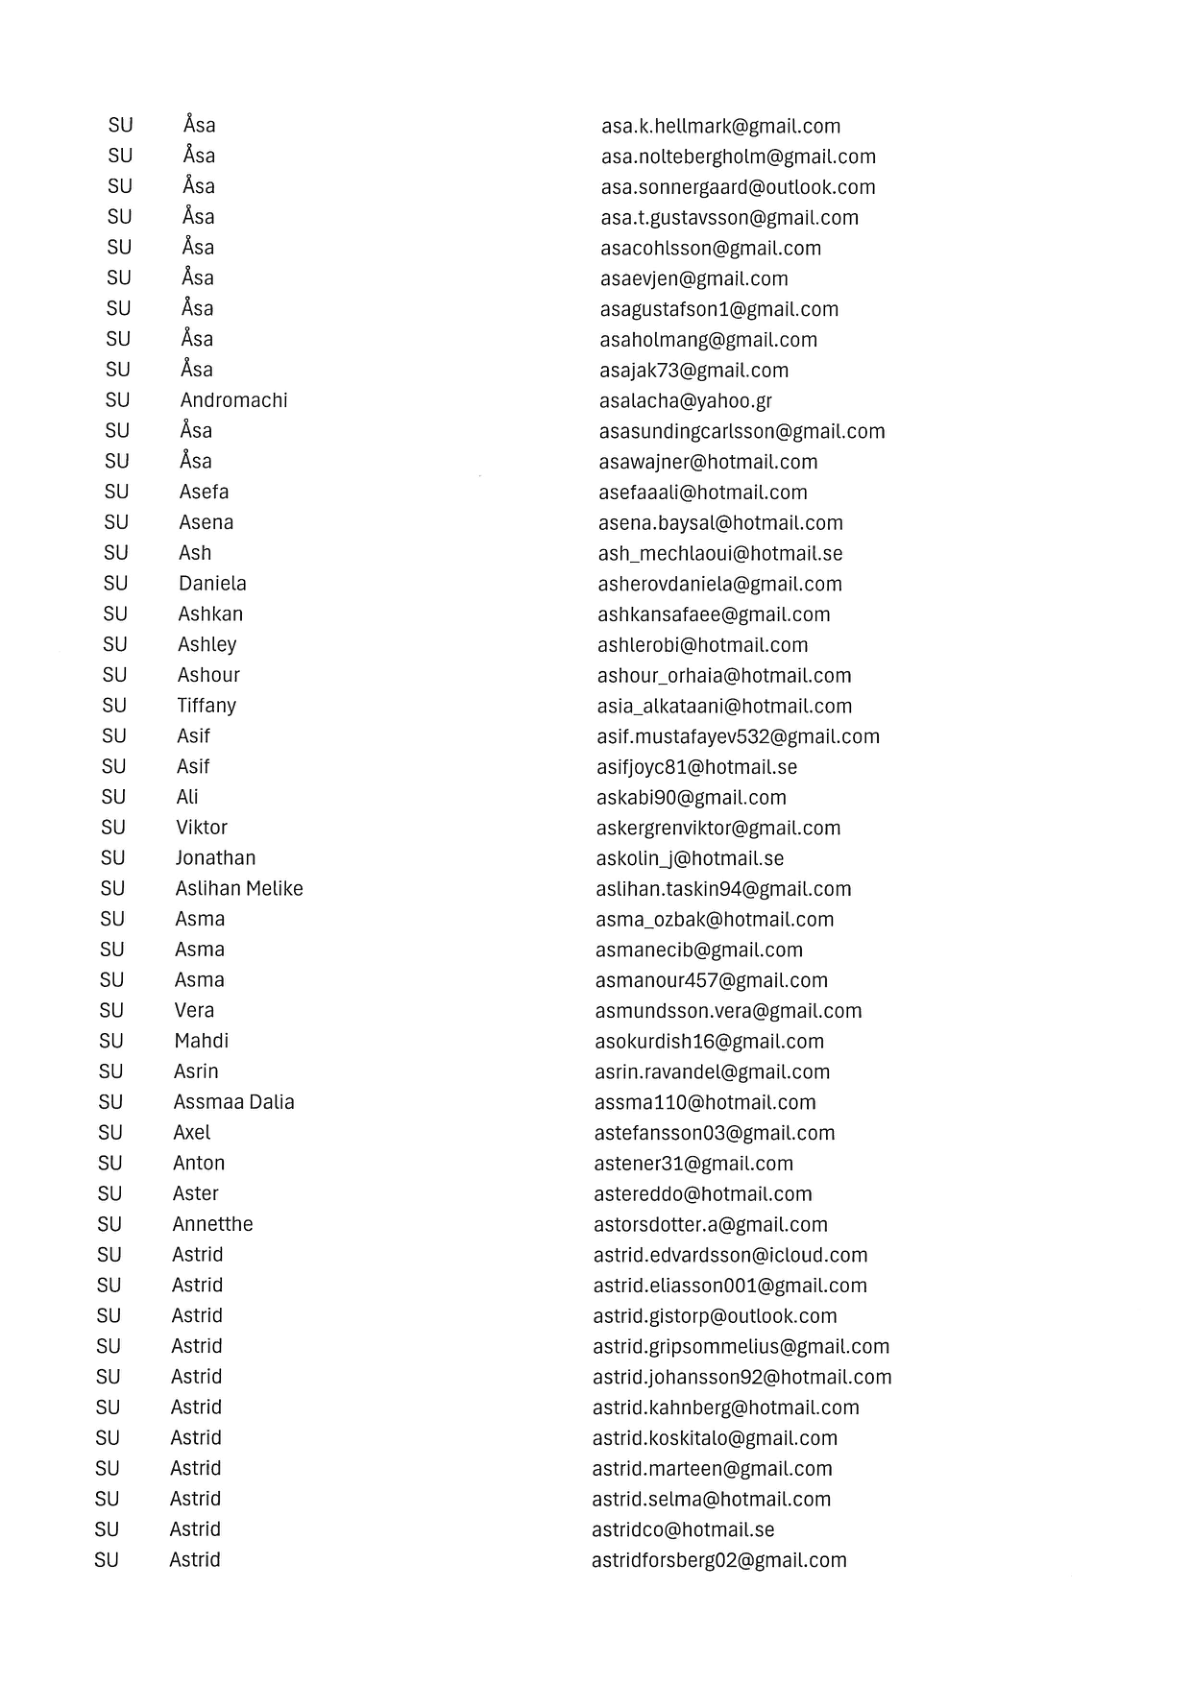 SU Åsa asa.k.hellmark@gmail.com
SU Åsa asa.noltebergholm@gmail.com
SU Åsa asa.sonnergaard@outlook.com
SU Åsa asa.t.gustavsson@gmail.com
SU Åsa asacohlsson@gmail.com
SU Åsa asaevjen@gmail.com
SU Åsa asagustafson1@gmail.com
SU Åsa asaholmang@gmail.com
SU Åsa asajak73@gmail.com
SU Andromachi asalacha@yahoo.gr
SU Åsa asasundingcarlsson@gmail.com
SU Åsa asawajner@hotmail.com
SU Asefa asefaaali@hotmail.com
SU Asena asena.baysal@hotmail.com
SU Ash ash_mechlaoui@hotmail.se
SU Daniela asherovdaniela@gmail.com
SU Ashkan ashkansafaee@gmail.com
SU Ashley ashlerobi@hotmail.com
SU Ashour ashour_orhaia@hotmail.com
SU Tiffany asia_alkataani@hotmail.com
SU Asif asif.mustafayev532@gmail.com
SU Asif asifjoyc81@hotmail.se
SU Ali askabi90@gmail.com
SU Viktor askergrenviktor@gmail.com
SU Jonathan askolin_j@hotmail.se
SU Aslihan Melike aslihan.taskin94@gmail.com
SU Asma asma_ozbak@hotmail.com
SU Asma asmanecib@gmail.com
SU Asma asmanour457@gmail.com
SU Vera asmundsson.vera@gmail.com
SU Mahdi asokurdish16@gmail.com
SU Asrin asrin.ravandel@gmail.com
SU Assmaa Dalia assma110@hotmail.com
SU Axel astefansson03@gmail.com
SU Anton astener31@gmail.com
SU Aster astereddo@hotmail.com
SU Annetthe astorsdotter.a@gmail.com
SU Astrid astrid.edvardsson@icloud.com
SU Astrid astrid.eliasson001@gmail.com
SU Astrid astrid.gistorp@outlook.com
SU Astrid astrid.gripsommelius@gmail.com
SU Astrid astrid.johansson92@hotmail.com
SU Astrid astrid.kahnberg@hotmail.com
SU Astrid astrid.koskitalo@gmail.com
SU Astrid astrid.marteen@gmail.com
SU Astrid astrid.selma@hotmail.com
SU Astrid astridco@hotmail.se
SU Astrid astridforsberg02@gmail.com